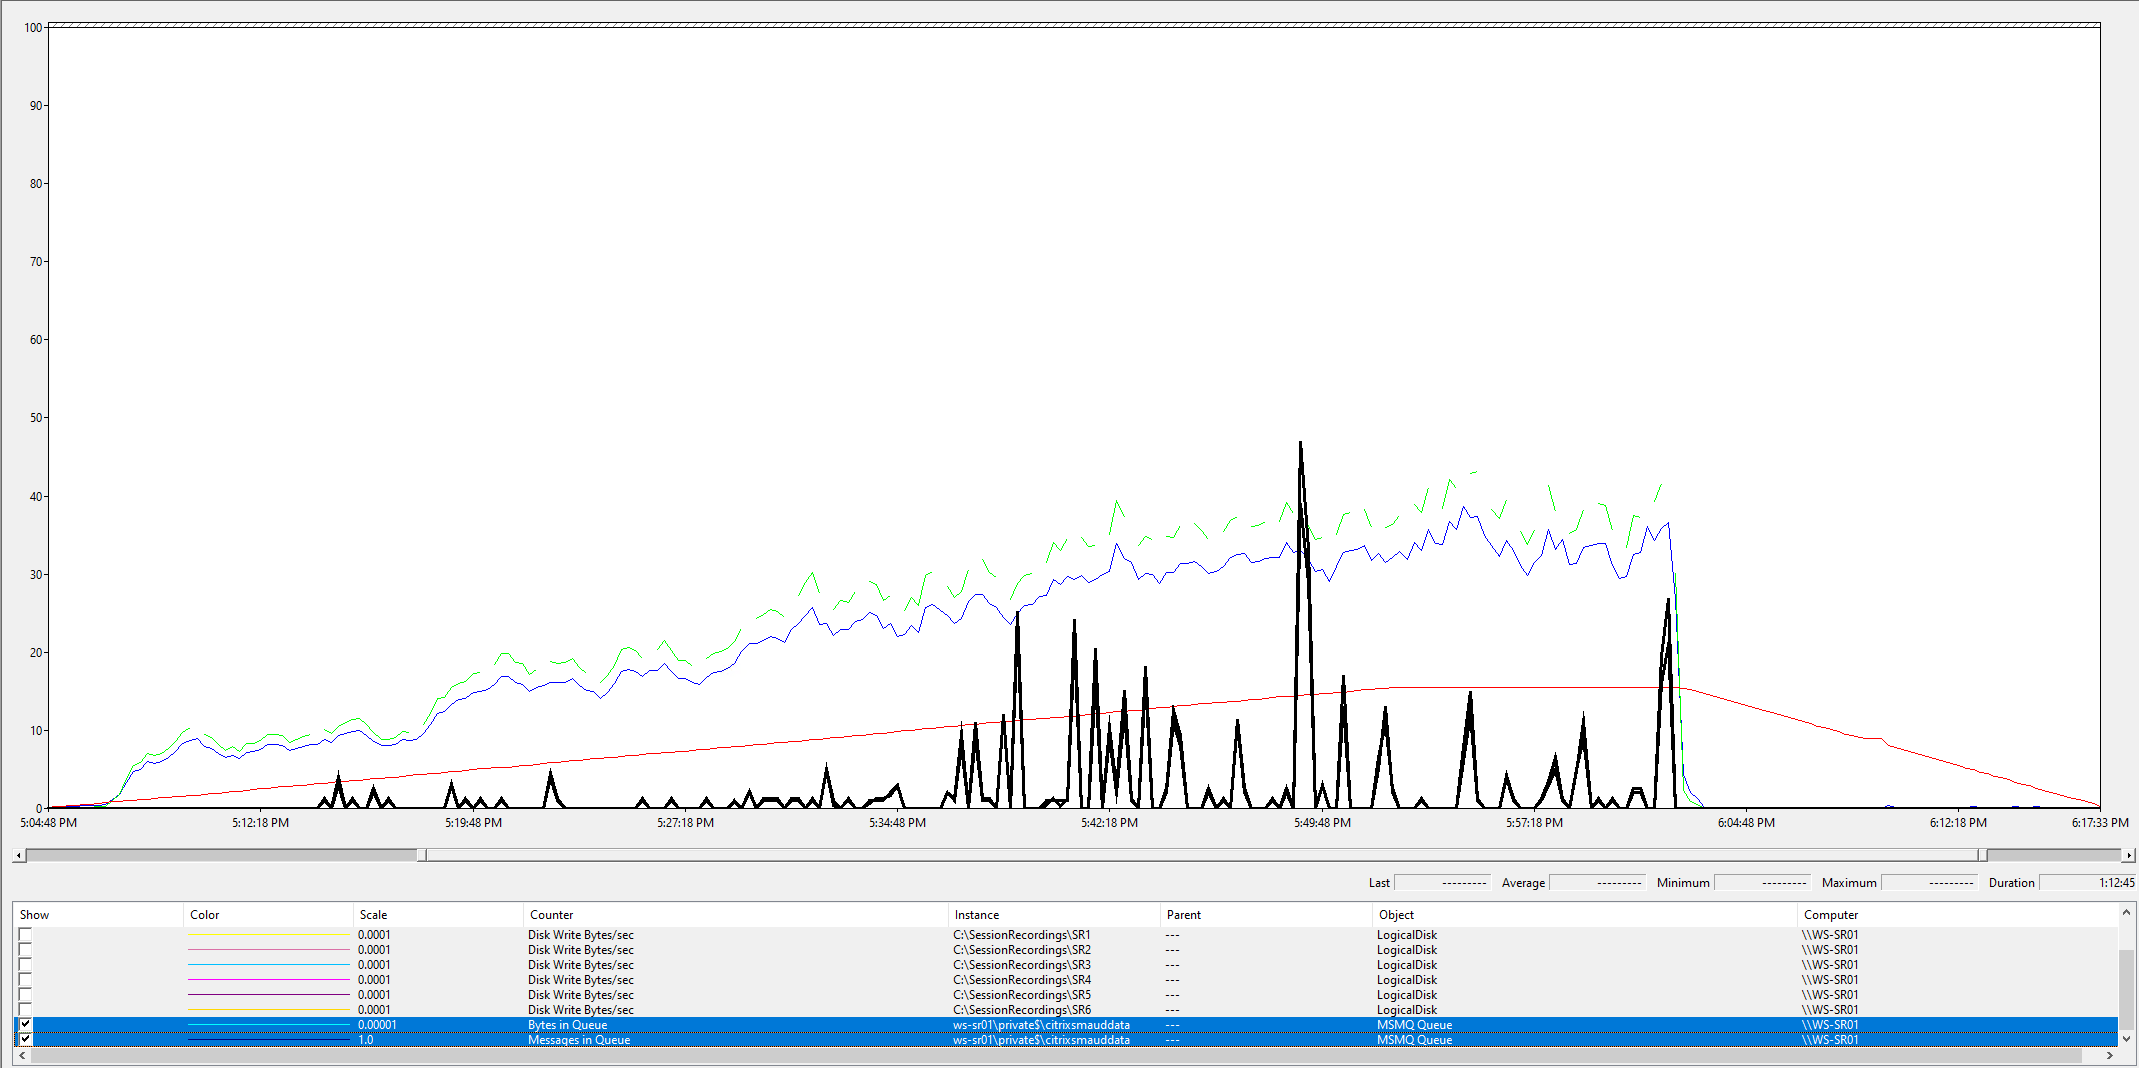 100
90
80
70
60
50
40
30
20
10
0
5:04:48 PM 5:12:18 PM 5:19:48 PM 5:27:18 PM 5:34:48 PM 5:42:18 PM 5:49:48 PM 5:57:18 PM 6:04:48 PM 6:12:18 PM 6:17:33 PM
Last --------- Average --------- Minimum --------- Maximum --------- Duration 1:12:45
Show Color Scale Counter Instance Parent Object Computer
0.0001 Disk Write Bytes/sec C:\SessionRecordings\SR1 --- LogicalDisk \\WS-SR01
0.0001 Disk Write Bytes/sec C:\SessionRecordings\SR2 --- LogicalDisk \\WS-SR01
0.0001 Disk Write Bytes/sec C:\SessionRecordings\SR3 --- LogicalDisk \\WS-SR01
0.0001 Disk Write Bytes/sec C:\SessionRecordings\SR4 --- LogicalDisk \\WS-SR01
0.0001 Disk Write Bytes/sec C:\SessionRecordings\SR5 --- LogicalDisk \\WS-SR01
0.0001 Disk Write Bytes/sec C:\SessionRecordings\SR6 --- LogicalDisk \\WS-SR01
0.00001 Bytes in Queue ws-sr01\private$\citrixsmauddata --- MSMQ Queue \\WS-SR01
1.0 Messages in Queue ws-sr01\private$\citrixsmauddata --- MSMQ Queue \\WS-SR01